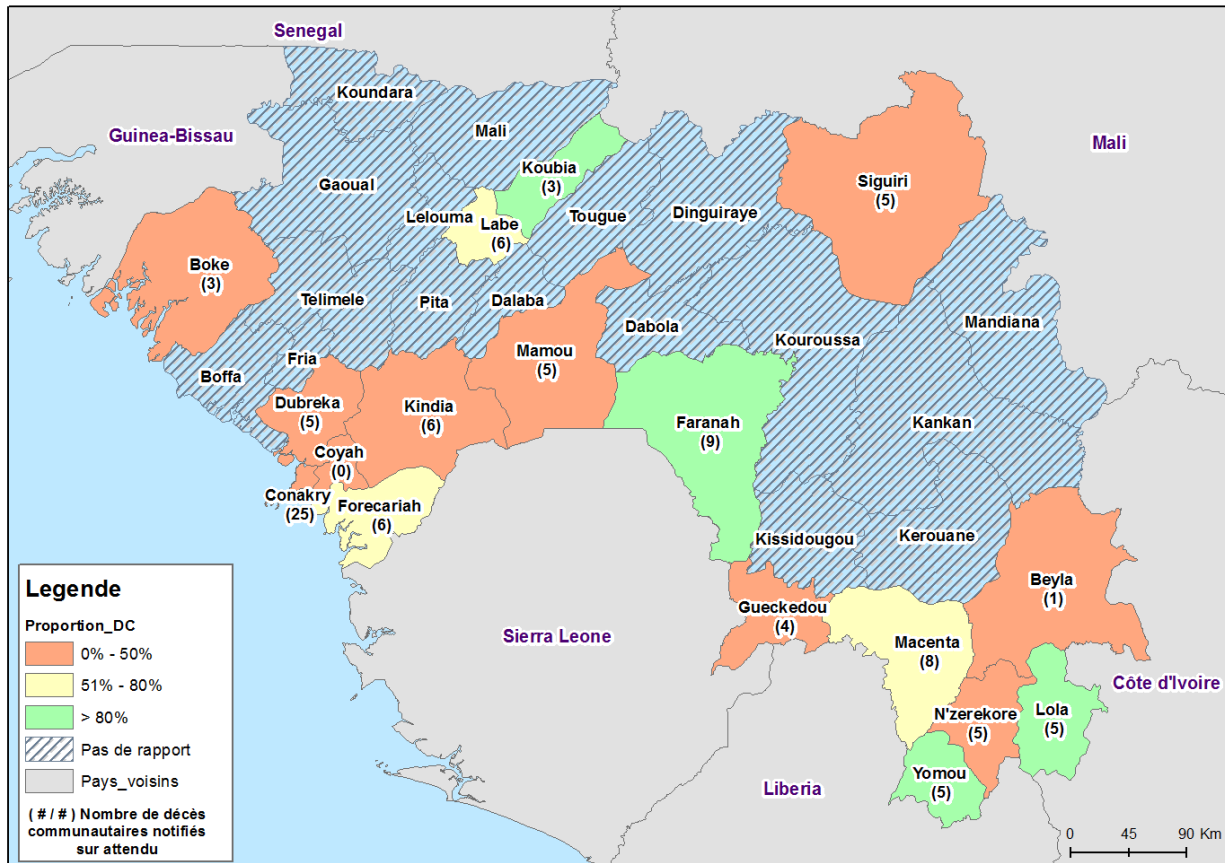 Senegal
Koundara
Guinea-Bissau
Mali
Mali
Koubia
(3)
Gaoual
Siguiri
(5)
Lelouma
Labe
(6)
Tougue
Dinguiraye
Boke
(3)
Telimele
Pita
Dalaba
Dabola
Mandiana
Kouroussa
Fria
Mamou
(5)
Boffa
Dubreka
(5)
Kindia
(6)
Faranah
(9)
Kankan
Coyah
(0)
Conakry
(25)
Forecariah
(6)
Kissidougou
Kerouane
Beyla
(1)
Gueckedou
(4)
Sierra Leone
Macenta
(8)
Côte d'Ivoire
N'zerekore
(5)
Lola
(5)
Yomou
(5)
Liberia
Legende
Proportion_DC
0% - 50%
51% - 80%
> 80%
Pas de rapport
Pays_voisins
( # / # ) Nombre de décès
communautaires notifiés
sur attendu
0 45 90 Km